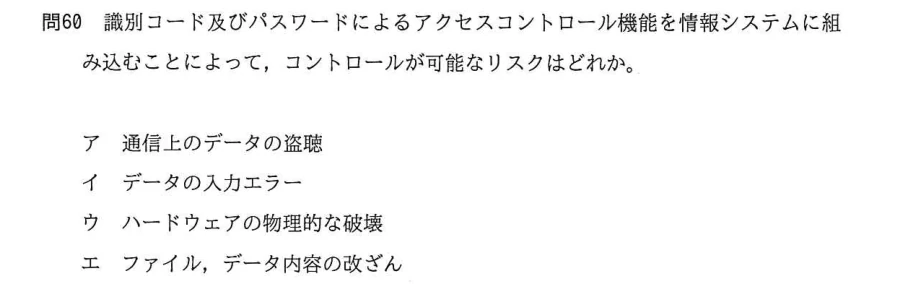 問60 識別コード及びパスワードによるアクセスコントロール機能を情報システムに組
み込むことによって，コントロールが可能なリスクはどれか。
ア 通信上のデータの盗聴
イ データの入力エラー
ウ ハードウェアの物理的な破壊
エ ファイル，データ内容の改ざん